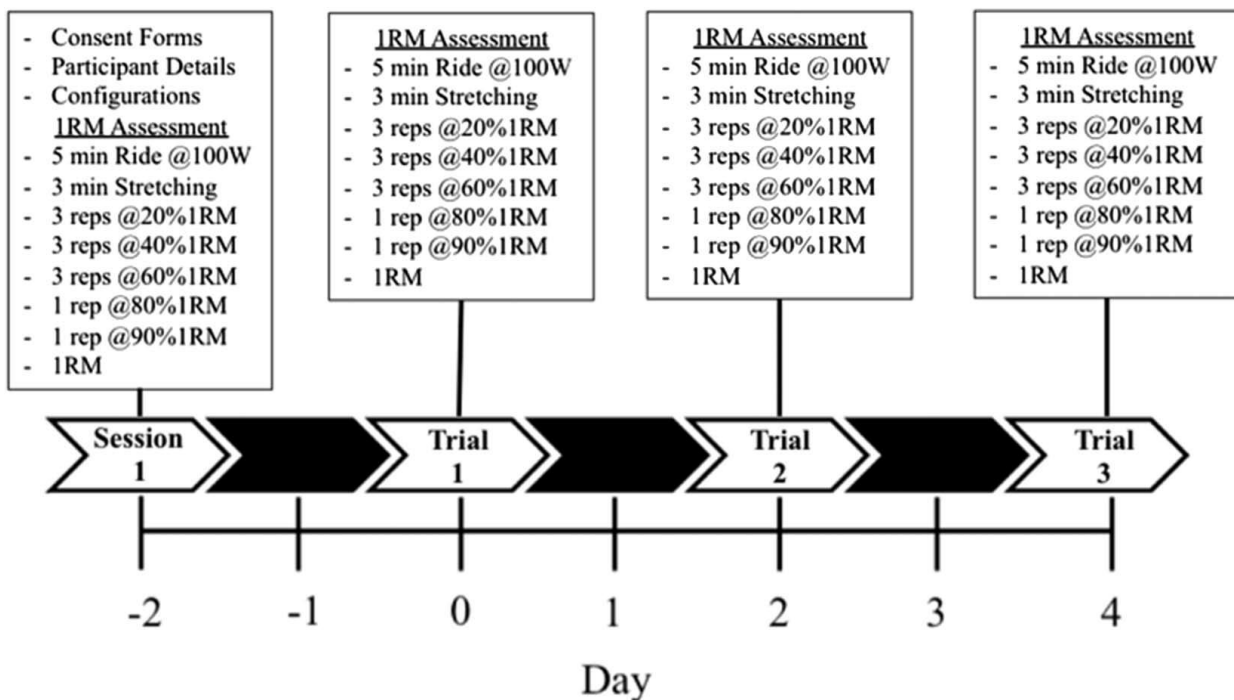 - Consent Forms
- Participant Details
- Configurations
1RM Assessment
- 5 min Ride @100W
- 3 min Stretching
- 3 reps @20%1RM
- 3 reps @40%1RM
- 3 reps @60%1RM
- 1 rep @80%1RM
- 1 rep @90%1RM
- 1RM
1RM Assessment
- 5 min Ride @100W
- 3 min Stretching
- 3 reps @20%1RM
- 3 reps @40%1RM
- 3 reps @60%1RM
- 1 rep @80%1RM
- 1 rep @90%1RM
- 1RM
1RM Assessment
- 5 min Ride @100W
- 3 min Stretching
- 3 reps @20%1RM
- 3 reps @40%1RM
- 3 reps @60%1RM
- 1 rep @80%1RM
- 1 rep @90%1RM
- 1RM
1RM Assessment
- 5 min Ride @100W
- 3 min Stretching
- 3 reps @20%1RM
- 3 reps @40%1RM
- 3 reps @60%1RM
- 1 rep @80%1RM
- 1 rep @90%1RM
- 1RM
Session
1
Trial
1
Trial
2
Trial
3
-2 -1 0 1 2 3 4
Day